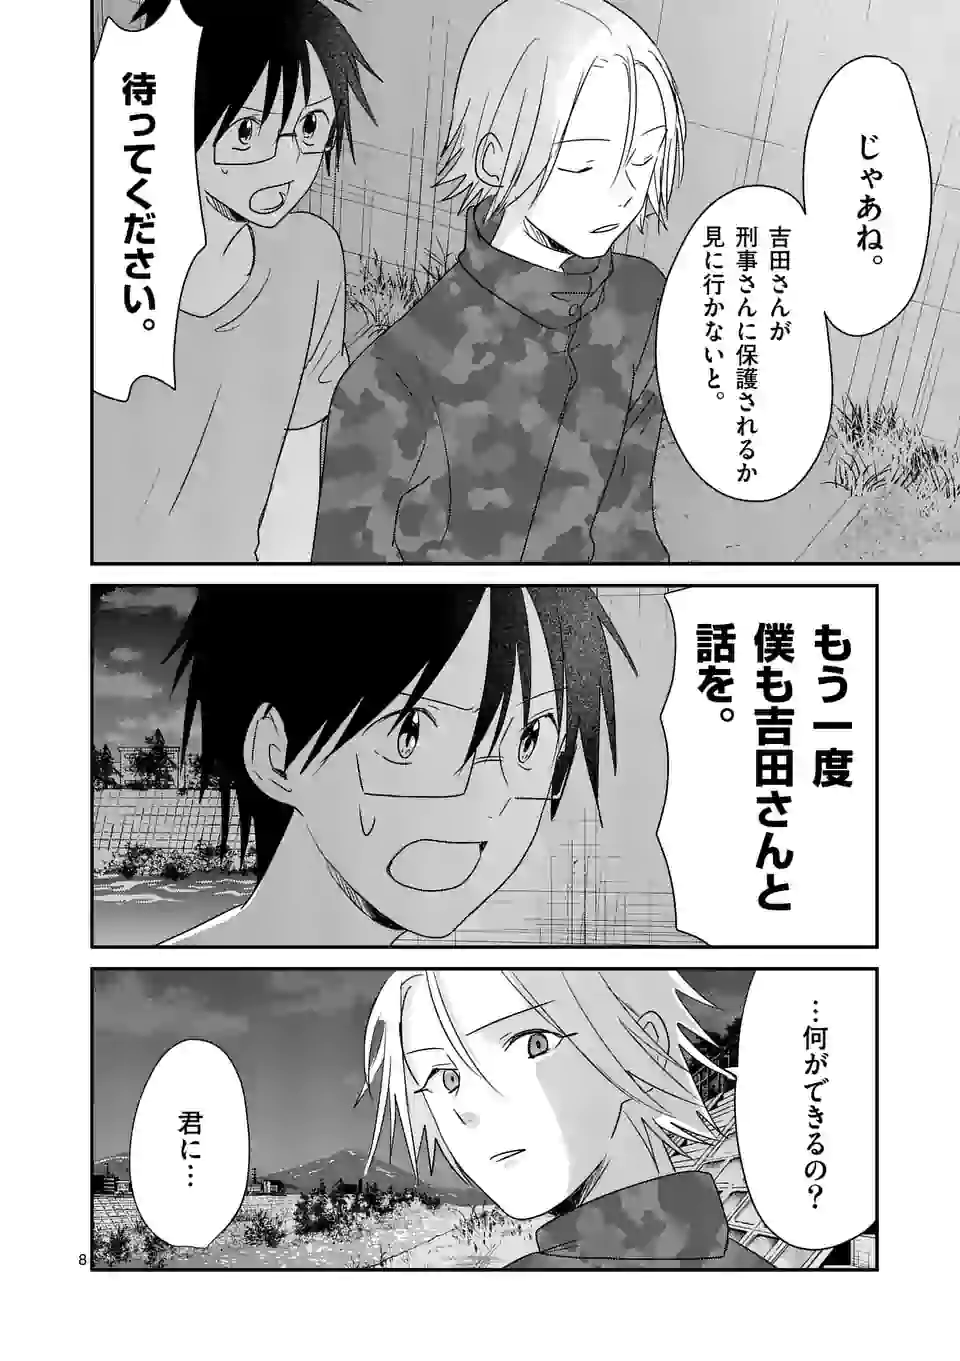 じゃあね。
吉田さんが
刑事さんに保護されるか
見に行かないと。
待ってください。
もう一度
僕も吉田さんと
話を。
…何ができるの？
君に…
8